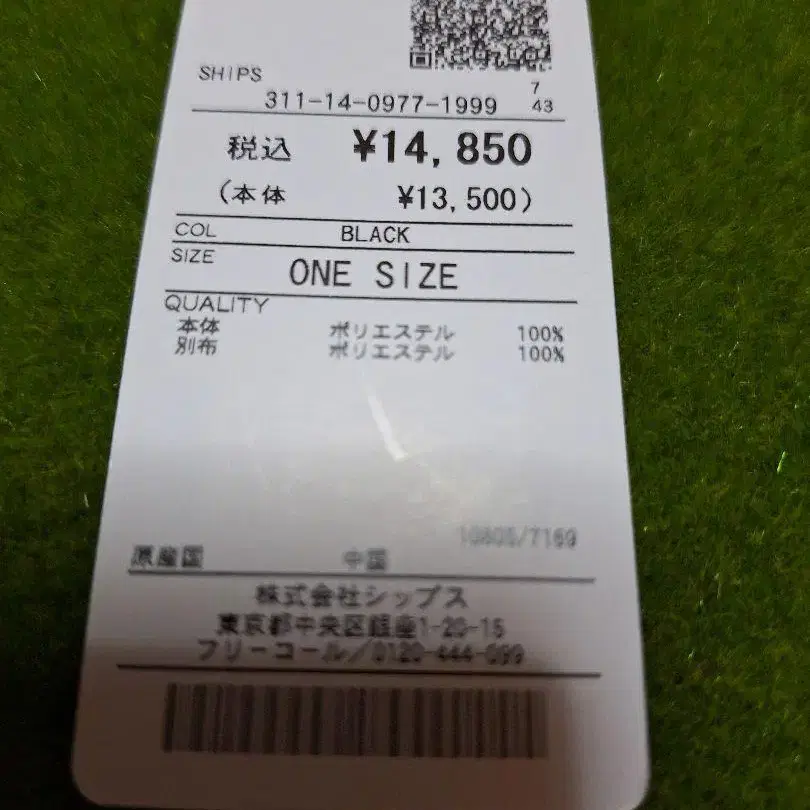 SHIPS
7
311-14-0977-1999 43
税込 ¥14,850
(本体 ¥13,500)
COL BLACK
SIZE ONE SIZE
QUALITY
本体 ポリエステル 100%
別布 ポリエステル 100%
10805/7169
原産国 中国
株式会社シップス
東京都中央区銀座1-20-15
フリーコール/0120-444-099